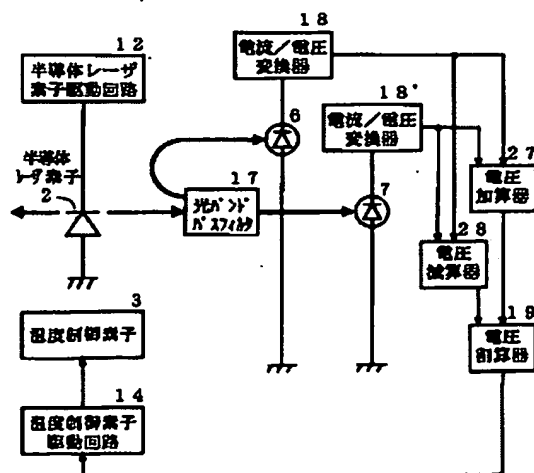 12
半導体レーザ
素子駆動回路
18
電流／電圧
変換器
18'
電流／電圧
変換器
6
7
半導体
レーザ素子
2
17
光バンド
パスフィルタ
27
電圧
加算器
28
電圧
減算器
19
電圧
割算器
3
温度制御素子
14
温度制御素子
駆動回路